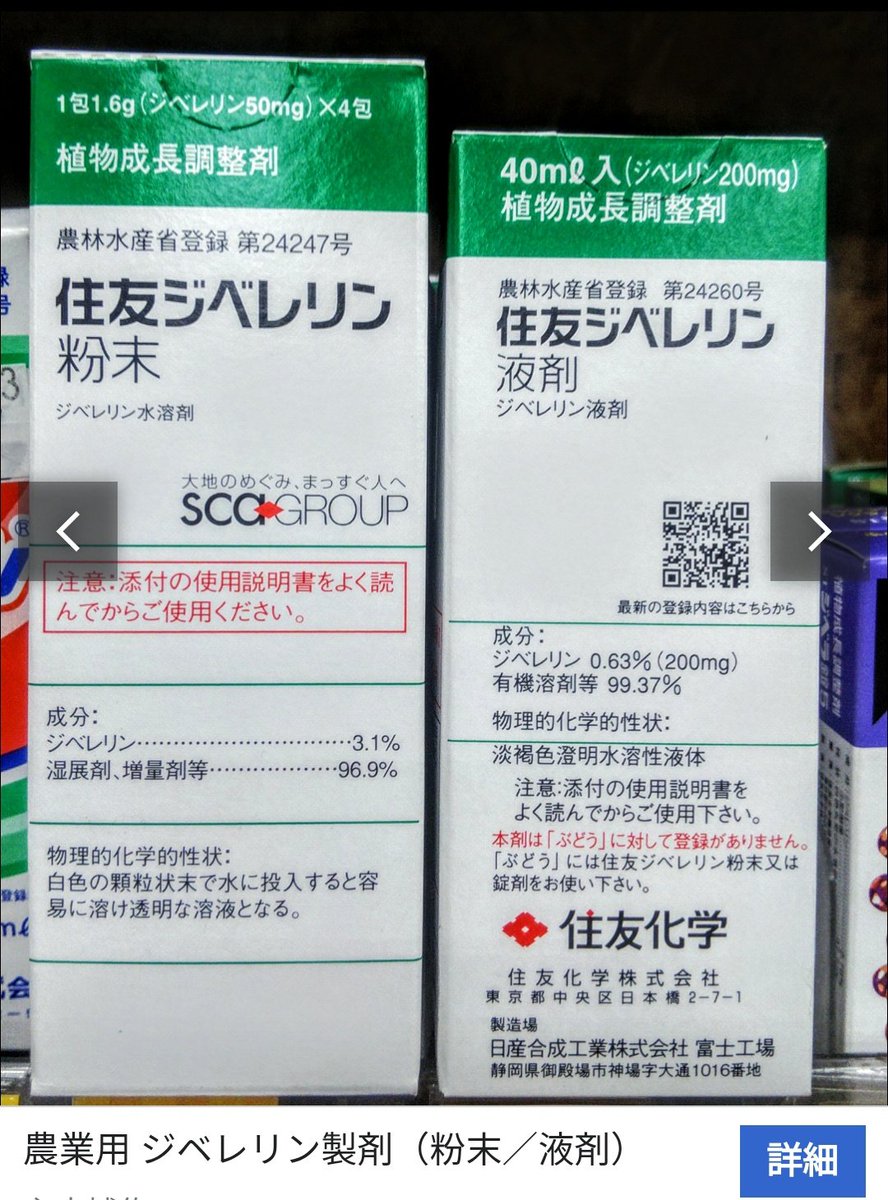 1包1.6g(ジベレリン50mg)×4包
植物成長調整剤
農林水産省登録 第24247号
住友ジベレリン
粉末
ジベレリン水溶剤
大地のめぐみ、まっすぐ人へ
SCA GROUP
注意:添付の使用説明書をよく読
んでからご使用ください。
成分:
ジベレリン…………………………3.1%
湿展剤、増量剤等………………96.9%
物理的化学的性状:
白色の顆粒状末で水に投入すると容
易に溶け透明な溶液となる。
40mℓ入(ジベレリン200mg)
植物成長調整剤
農林水産省登録 第24260号
住友ジベレリン
液剤
ジベレリン液剤
最新の登録内容はこちらから
成分:
ジベレリン 0.63%(200mg)
有機溶剤等 99.37%
物理的化学的性状:
淡褐色澄明水溶性液体
注意:添付の使用説明書を
よく読んでからご使用下さい。
本剤は「ぶどう」に対して登録がありません。
「ぶどう」には住友ジベレリン粉末又は
錠剤をお使い下さい。
住友化学
住友化学株式会社
東京都中央区日本橋2-7-1
製造場
日産合成工業株式会社 富士工場
静岡県御殿場市神場字大通1016番地
農業用 ジベレリン製剤(粉末／液剤)
詳細